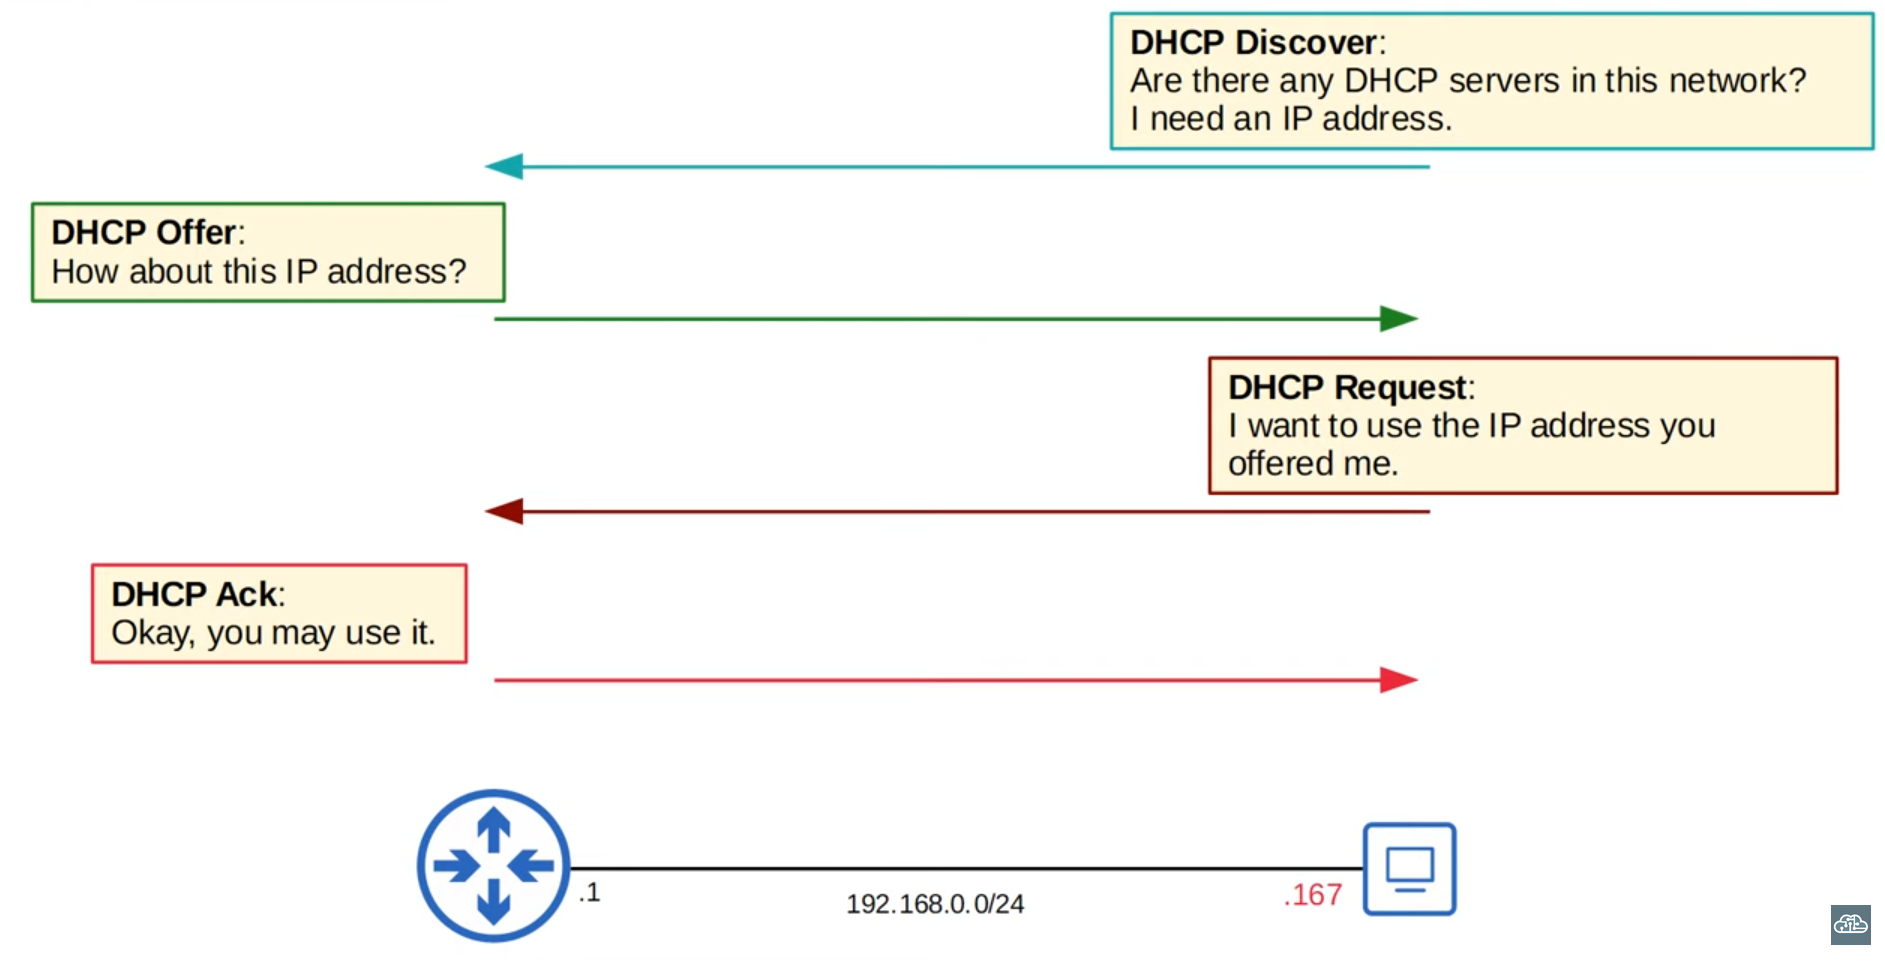 DHCP Discover:
Are there any DHCP servers in this network?
I need an IP address.
DHCP Offer:
How about this IP address?
DHCP Request:
I want to use the IP address you
offered me.
DHCP Ack:
Okay, you may use it.
.1
192.168.0.0/24
.167